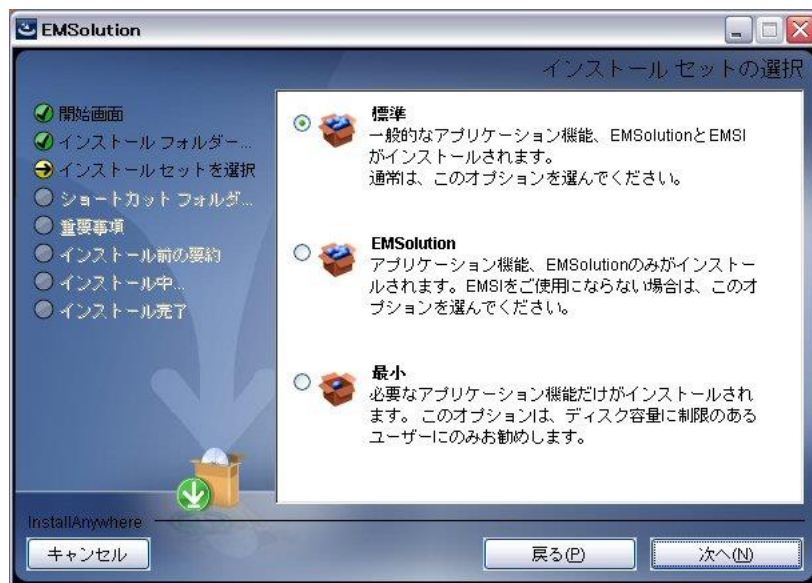 EMSolution
インストール セットの選択
開始画面
インストール フォルダー...
インストール セットを選択
ショートカット フォルダ...
重要事項
インストール前の要約
インストール中...
インストール完了
標準
一般的なアプリケーション機能、EMSolutionとEMSI
がインストールされます。
通常は、このオプションを選んでください。
EMSolution
アプリケーション機能、EMSolutionのみがインストー
ルされます。EMSIをご使用にならない場合は、このオ
プションを選んでください。
最小
必要なアプリケーション機能だけがインストールされ
ます。 このオプションは、ディスク容量に制限のある
ユーザーにのみお勧めします。
InstallAnywhere
キャンセル
戻る(P)
次へ(N)